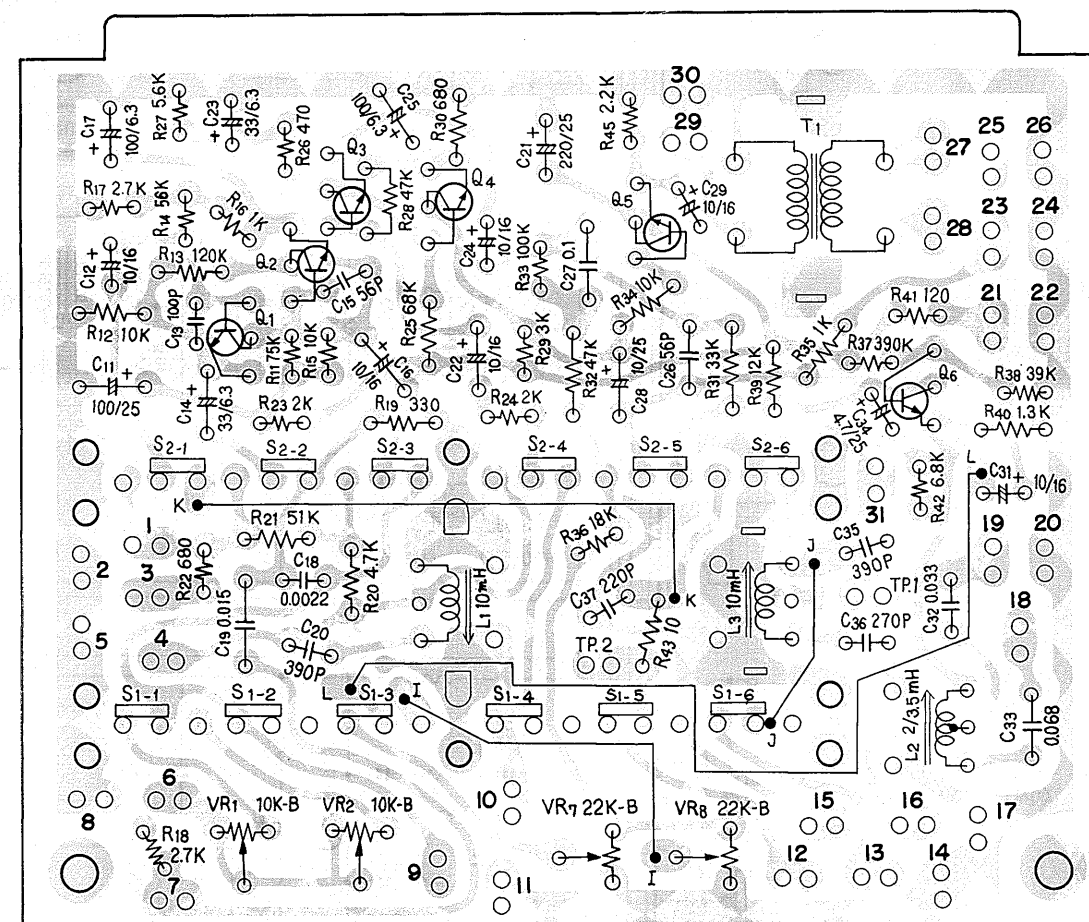 30
C17 100/6.3
R27 5.6K
C23 33/6.3
R26 470
C25 100/6.3
R30 680
C21 220/25
R45 2.2K
29
T1
27
25
26
Q3
Q4
R17 2.7K
R14 56K
R16 1K
R28 47K
Q5
C29 10/16
28
23
24
C12 10/16
R13 120K
Q2
C15 56P
C24 10/16
R33 100K
C27 0.1
R34 10K
R41 120
21
22
R12 10K
C13 100P
Q1
R11 75K
R15 10K
C16 10/16
R25 68K
C22 10/16
R29 3K
R32 47K
C28 10/25
C26 56P
R31 33K
R39 12K
R35 1K
R37 390K
Q6
R38 39K
C11 100/25
C14 33/6.3
R23 2K
R19 330
R24 2K
C34 4.7/25
R40 1.3K
S2-1
S2-2
S2-3
S2-4
S2-5
S2-6
L
C31 10/16
R42 6.8K
K
1
R21 51K
R36 18K
J
C35 390P
31
19
20
2
3
R22 680
C18 0.0022
R20 4.7K
L1 10mH
C37 220P
K
L3 10mH
TP.1
C32 0.033
18
5
4
C19 0.015
C20 390P
TP.2
R43 10
C36 270P
S1-1
S1-2
L
S1-3
I
S1-4
S1-5
S1-6
J
L2 2/3.5mH
C33 0.068
6
8
VR1 10K-B
VR2 10K-B
10
VR7 22K-B
VR8 22K-B
15
16
17
R18 2.7K
7
9
11
I
12
13
14